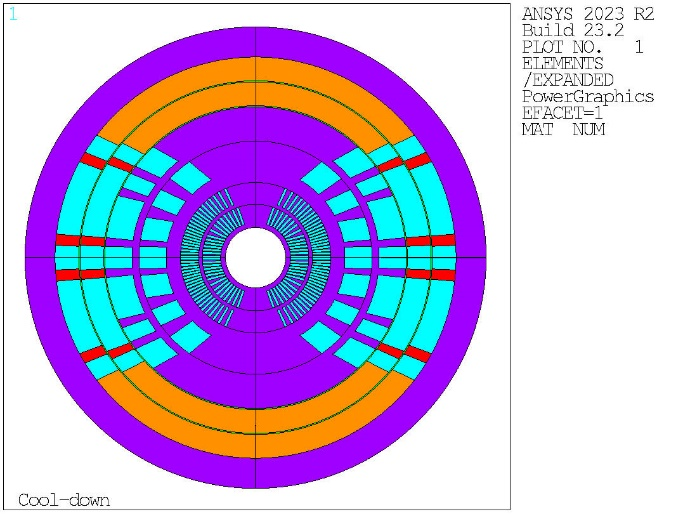 1
ANSYS 2023 R2
Build 23.2
PLOT NO.   1
ELEMENTS
/EXPANDED
PowerGraphics
EFACET=1
MAT  NUM
Cool-down